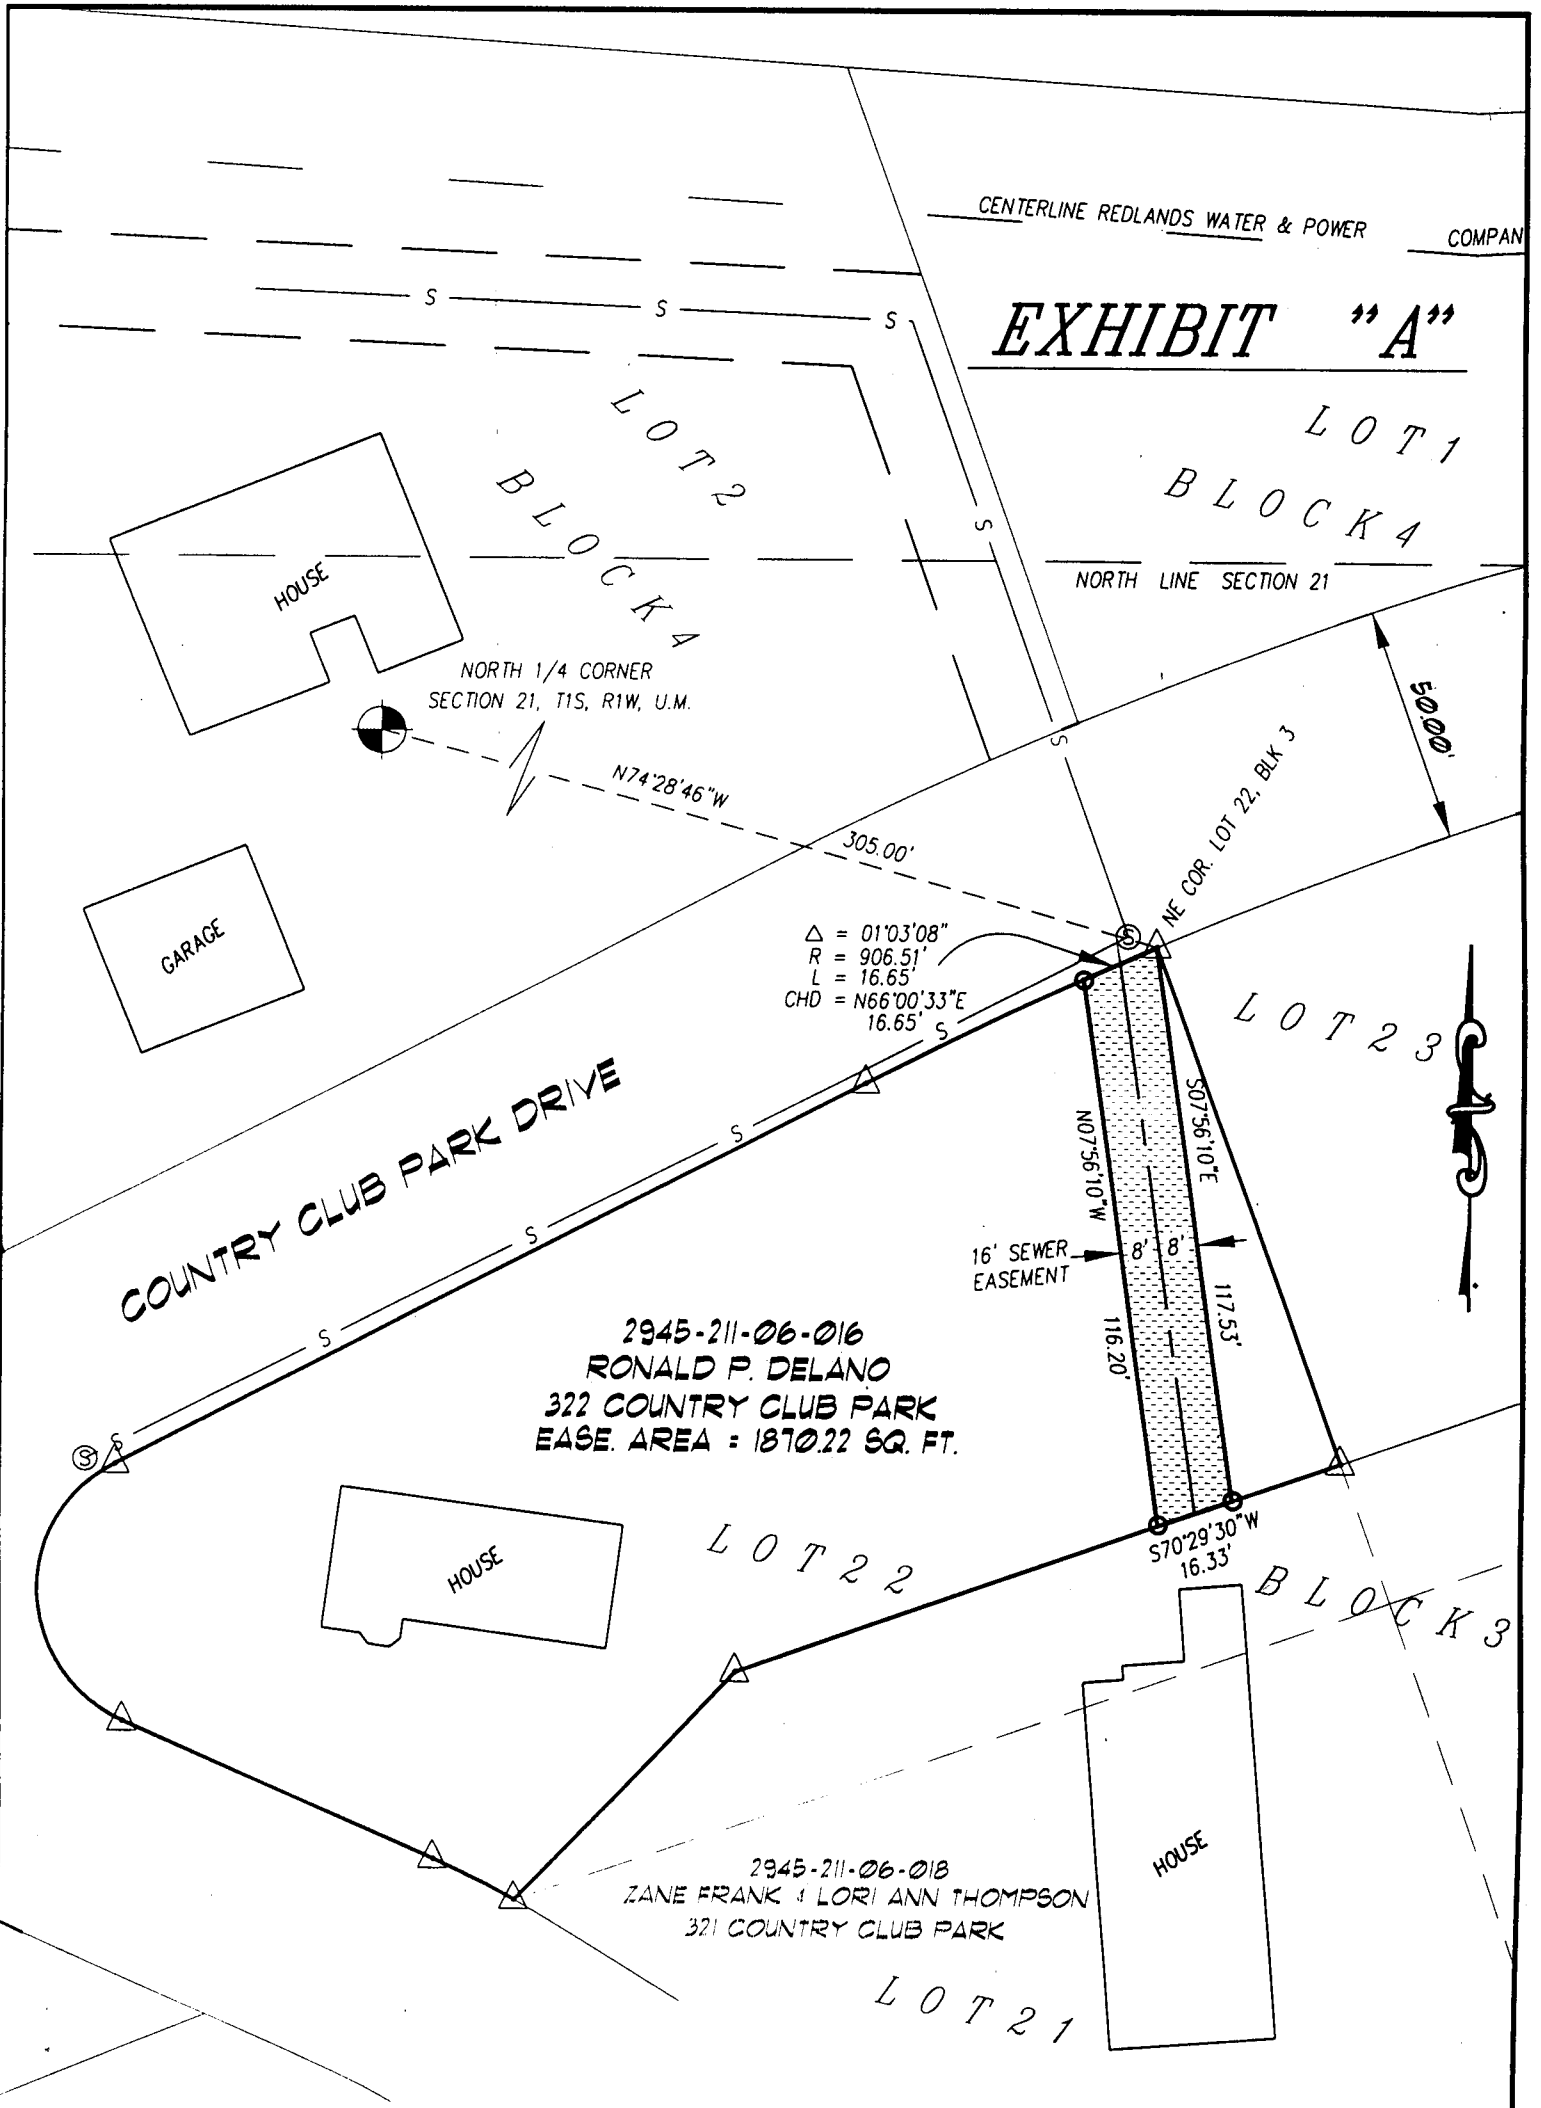 CENTERLINE REDLANDS WATER & POWER COMPAN
EXHIBIT "A"
S S S
LOT 2
BLOCK 4
LOT 1
BLOCK 4
HOUSE
S
NORTH LINE SECTION 21
NORTH 1/4 CORNER
SECTION 21, T1S, R1W, U.M.
50.00'
S
N74°28'46"W
305.00'
NE COR. LOT 22, BLK 3
GARAGE
S
Δ = 01°03'08"
R = 906.51'
L = 16.65'
CHD = N66°00'33"E
16.65'
LOT 23
S
COUNTRY CLUB PARK DRIVE
S
N07°56'10"W
S07°56'10"E
S
16' SEWER
EASEMENT
8' 8'
116.20'
117.53'
S
2945-211-06-016
RONALD P. DELANO
322 COUNTRY CLUB PARK
EASE. AREA = 1870.22 SQ. FT.
S
S
HOUSE
LOT 22
S70°29'30"W
16.33'
BLOCK 3
HOUSE
2945-211-06-018
ZANE FRANK & LORI ANN THOMPSON
321 COUNTRY CLUB PARK
LOT 21